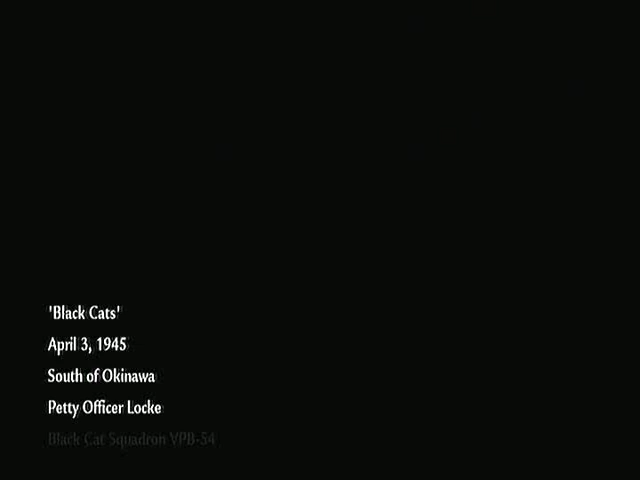 'Black Cats'
April 3, 1945
South of Okinawa
Petty Officer Locke
Black Cat Squadron VPB-54